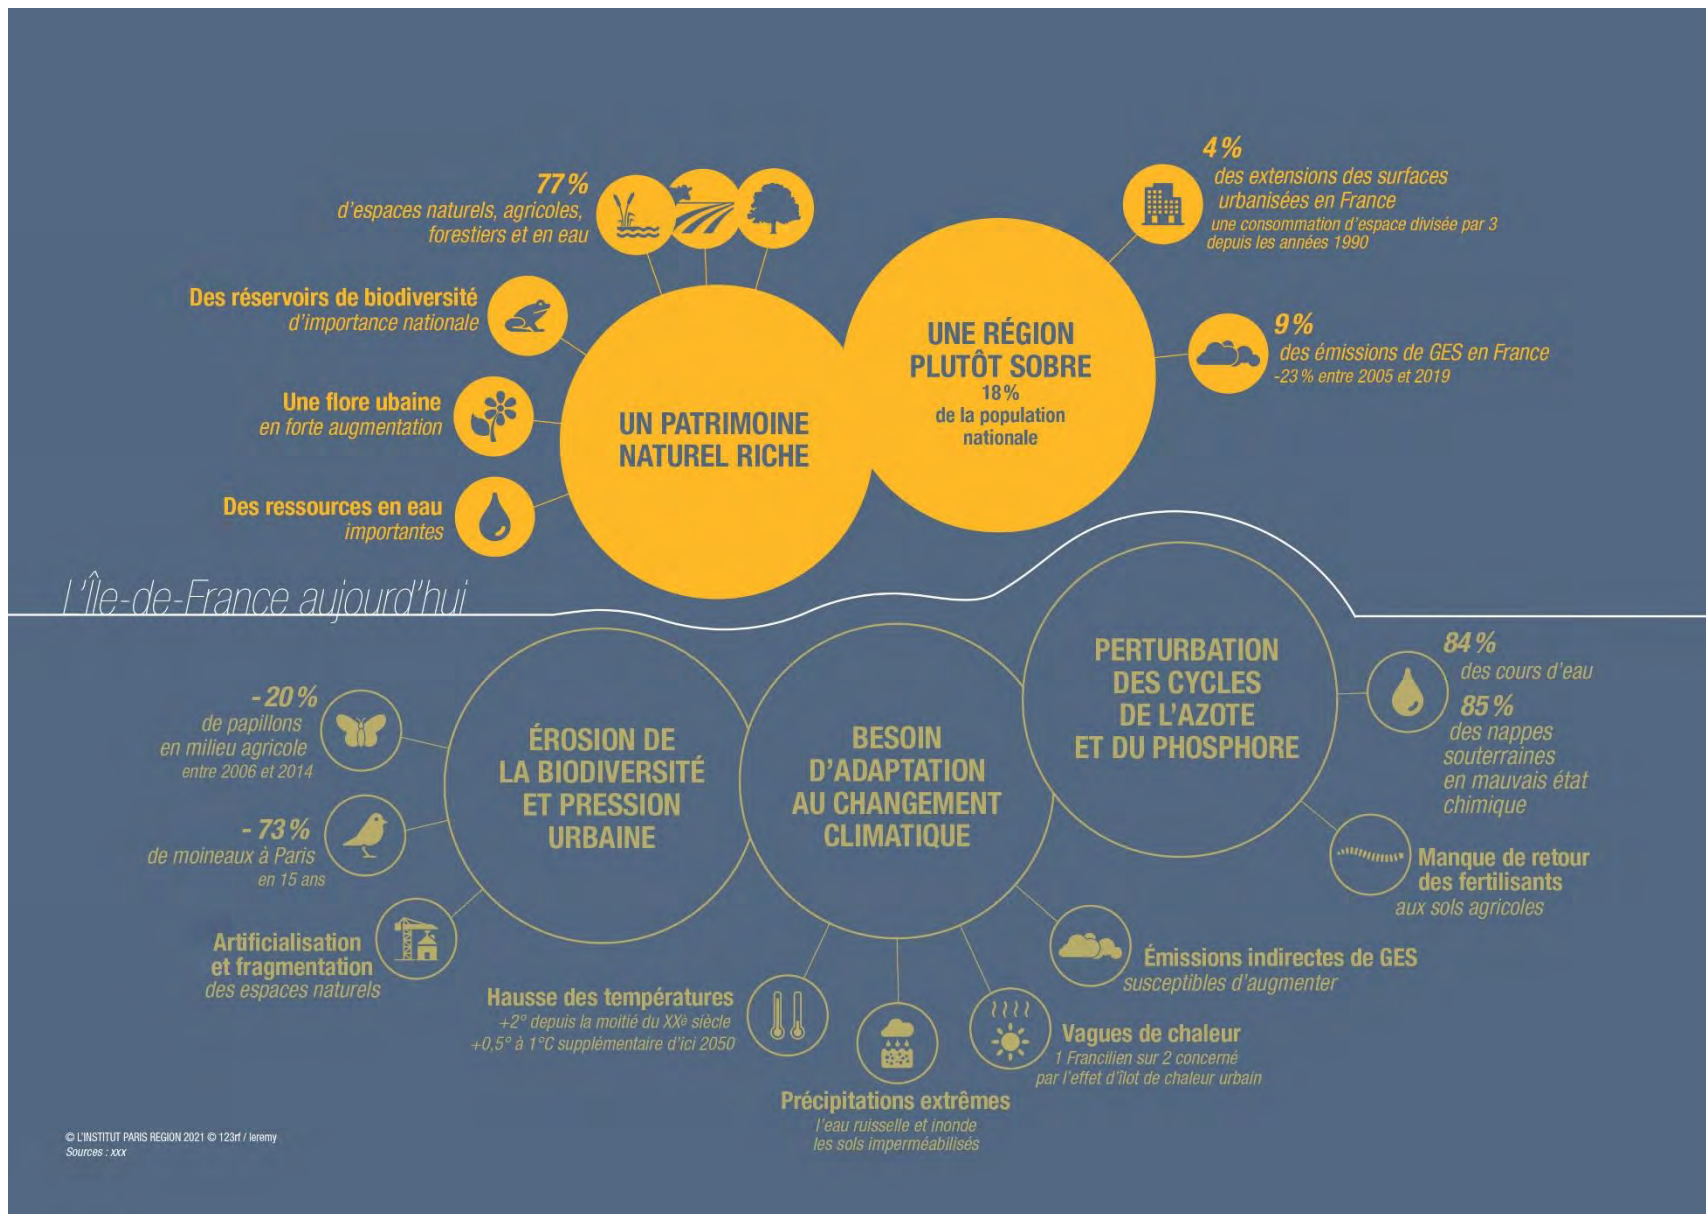 77 %
d'espaces naturels, agricoles,
forestiers et en eau
Des réservoirs de biodiversité
d'importance nationale
Une flore ubaine
en forte augmentation
Des ressources en eau
importantes
UN PATRIMOINE
NATUREL RICHE
UNE RÉGION
PLUTÔT SOBRE
18%
de la population
nationale
4 %
des extensions des surfaces
urbanisées en France
une consommation d'espace divisée par 3
depuis les années 1990
9 %
des émissions de GES en France
-23 % entre 2005 et 2019
L'Île-de-France aujourd'hui
- 20 %
de papillons
en milieu agricole
entre 2006 et 2014
- 73 %
de moineaux à Paris
en 15 ans
Artificialisation
et fragmentation
des espaces naturels
ÉROSION DE
LA BIODIVERSITÉ
ET PRESSION
URBAINE
BESOIN
D'ADAPTATION
AU CHANGEMENT
CLIMATIQUE
Hausse des températures
+2° depuis la moitié du XXè siècle
+0,5° à 1°C supplémentaire d'ici 2050
Précipitations extrêmes
l'eau ruisselle et inonde
les sols imperméabilisés
Vagues de chaleur
1 Francilien sur 2 concerné
par l'effet d'îlot de chaleur urbain
Émissions indirectes de GES
susceptibles d'augmenter
PERTURBATION
DES CYCLES
DE L'AZOTE
ET DU PHOSPHORE
84 %
des cours d'eau
85 %
des nappes
souterraines
en mauvais état
chimique
Manque de retour
des fertilisants
aux sols agricoles
© L'INSTITUT PARIS REGION 2021 © 123rf / leremy
Sources : xxx